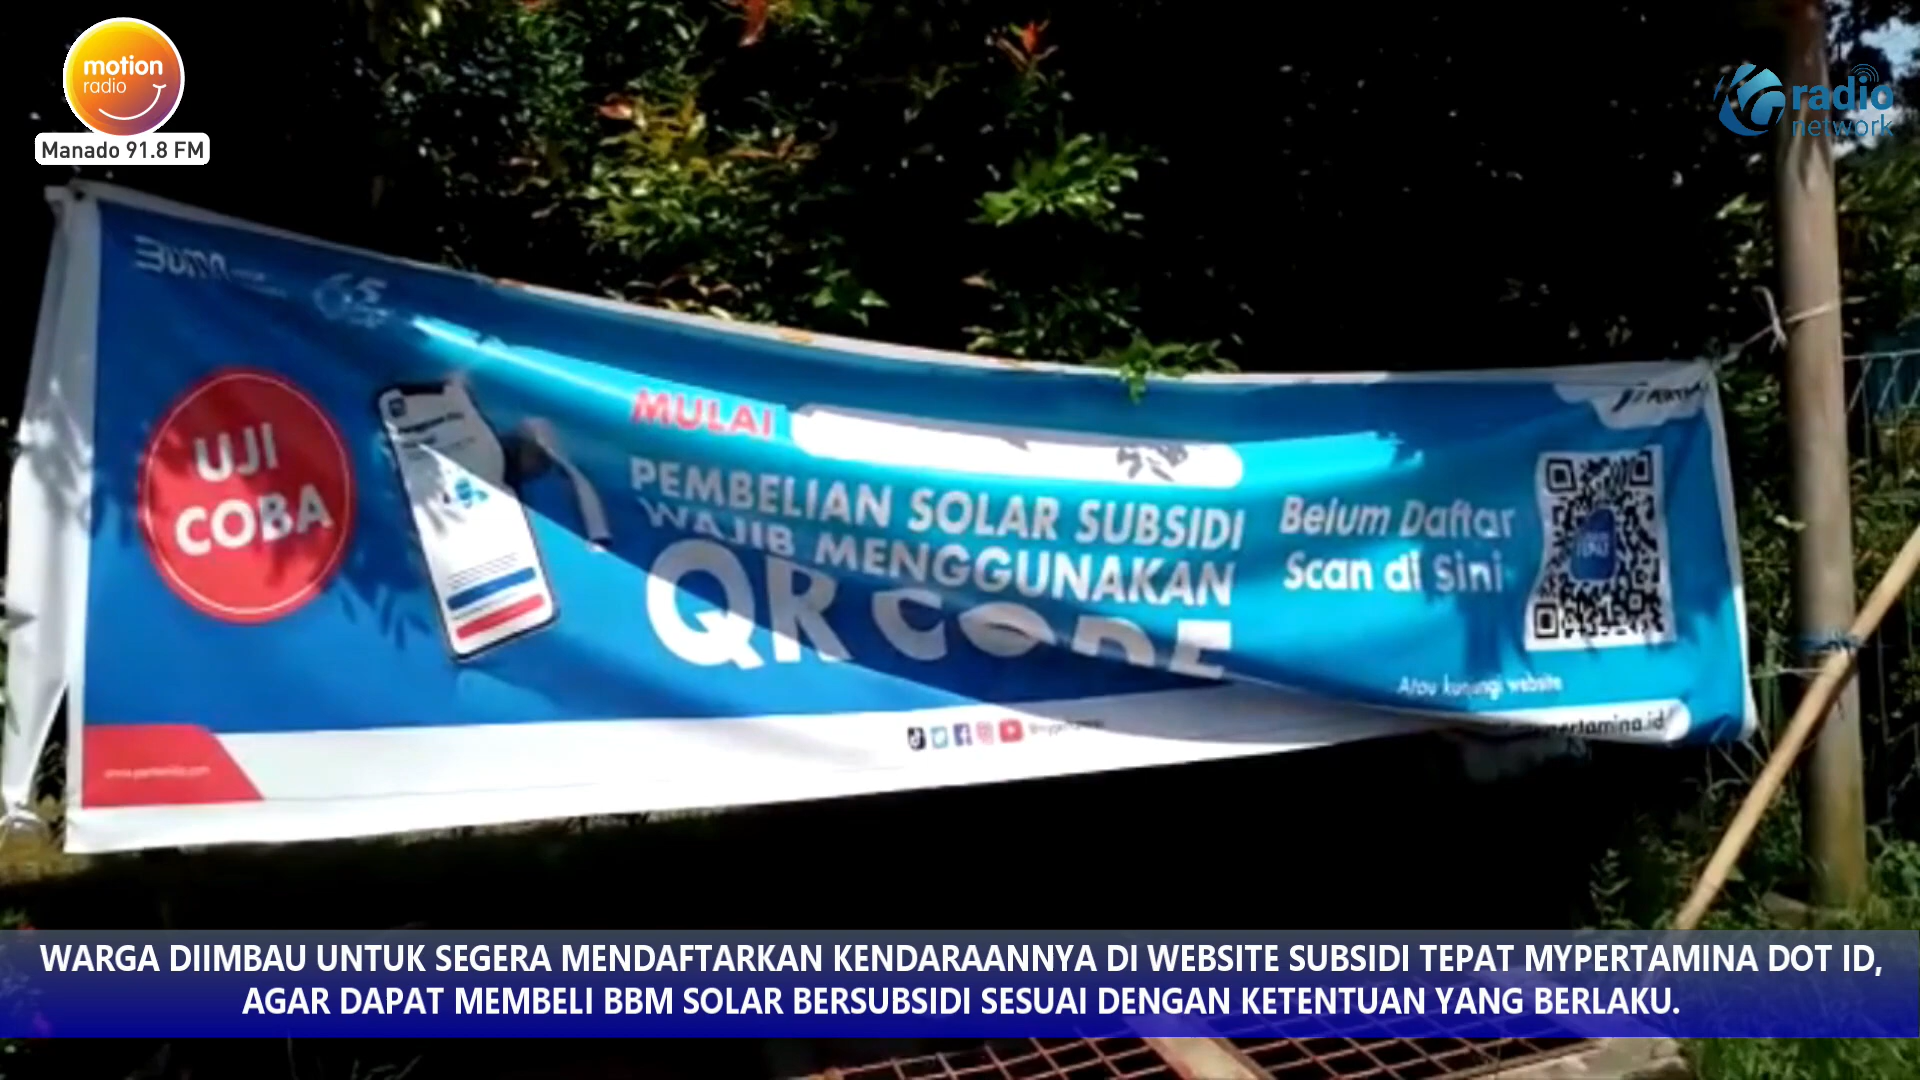 motion
radio
Manado 91.8 FM
radio
network
UJI
COBA
MULAI
PEMBELIAN SOLAR SUBSIDI
WAJIB MENGGUNAKAN
QR CODE
Belum Daftar
Scan di Sini
Atau kunjungi website
WARGA DIIMBAU UNTUK SEGERA MENDAFTARKAN KENDARAANNYA DI WEBSITE SUBSIDI TEPAT MYPERTAMINA DOT ID,
AGAR DAPAT MEMBELI BBM SOLAR BERSUBSIDI SESUAI DENGAN KETENTUAN YANG BERLAKU.